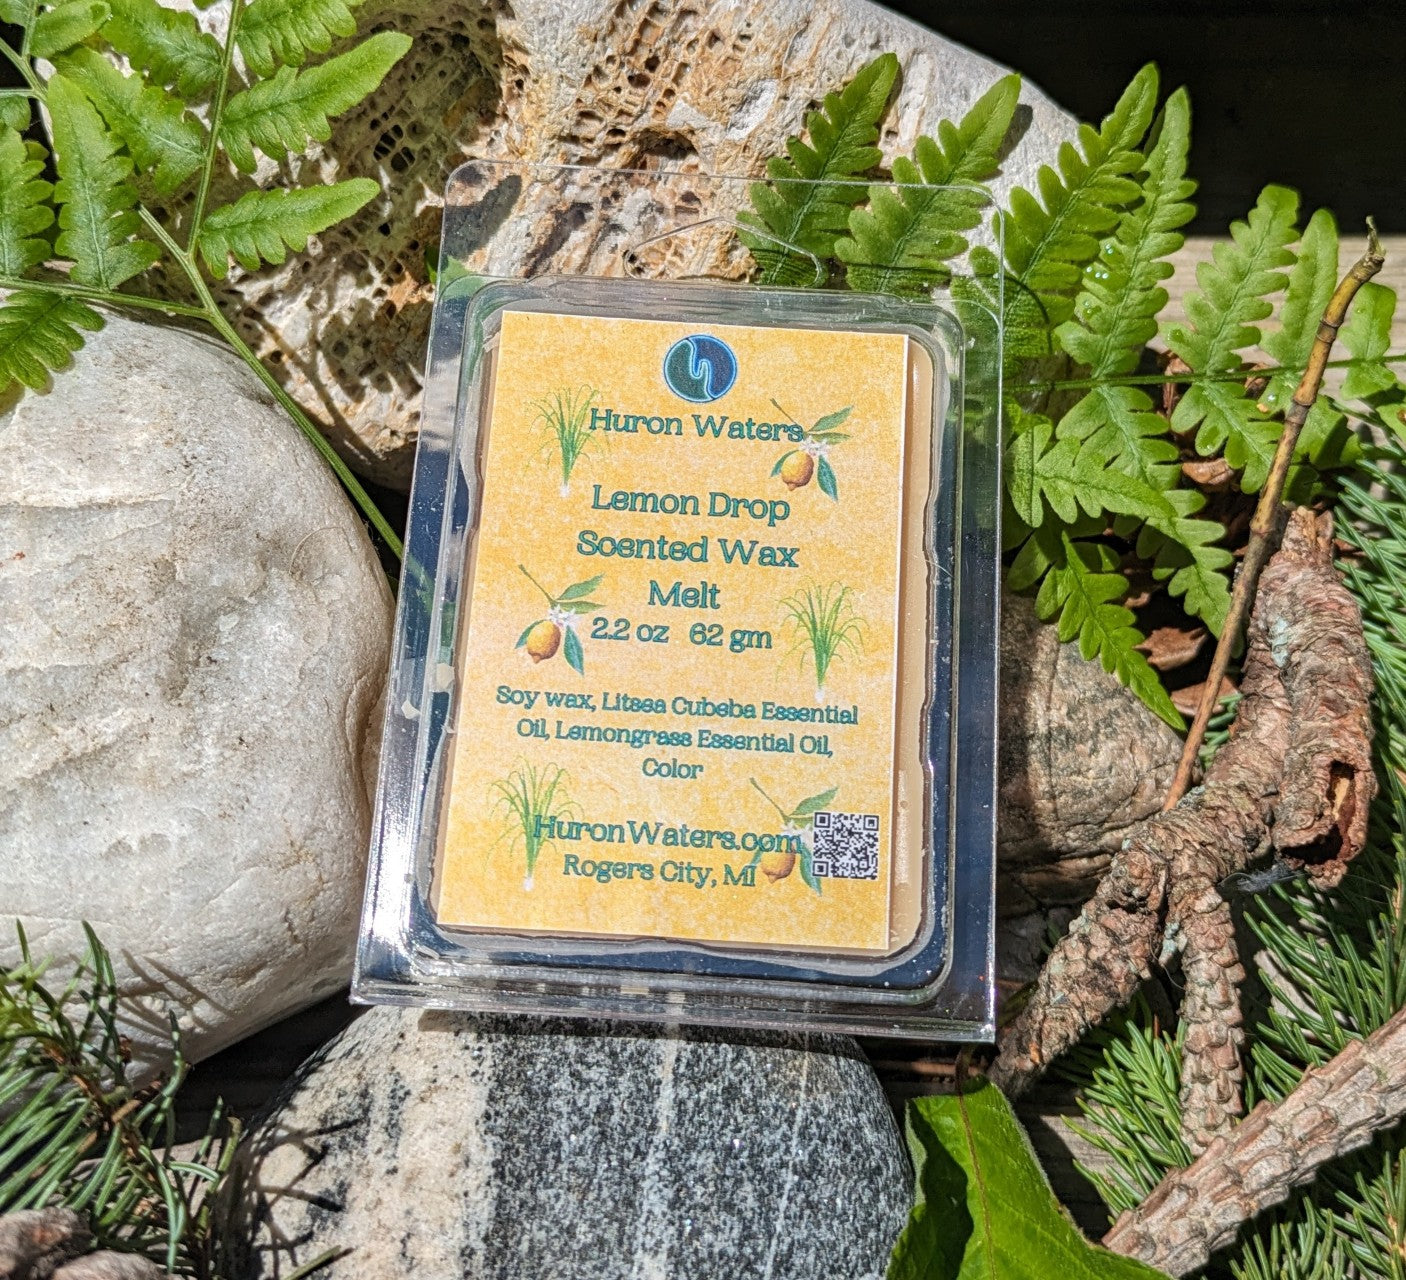 Huron Waters
Lemon Drop
Scented Wax
Melt
2.2 oz 62 gm
Soy wax, Litsea Cubeba Essential
Oil, Lemongrass Essential Oil,
Color
HuronWaters.com
Rogers City, MI